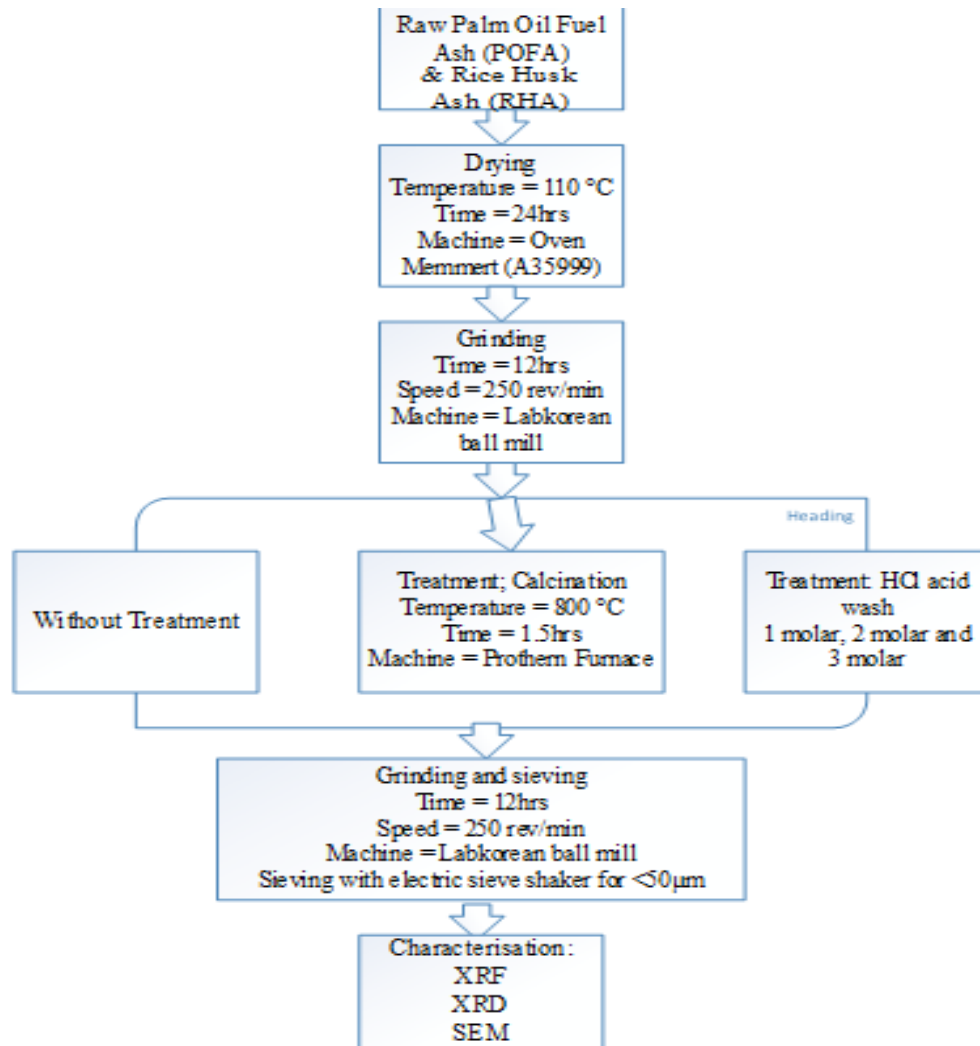 Raw Palm Oil Fuel
Ash (POFA)
& Rice Husk
Ash (RHA)
Drying
Temperature = 110 °C
Time = 24hrs
Machine = Oven
Memmert (A35999)
Grinding
Time = 12hrs
Speed = 250 rev/min
Machine = Labkorean
ball mill
Heading
Without Treatment
Treatment; Calcination
Temperature = 800 °C
Time = 1.5hrs
Machine = Prothern Furnace
Treatment: HCl acid
wash
1 molar, 2 molar and
3 molar
Grinding and sieving
Time = 12hrs
Speed = 250 rev/min
Machine = Labkorean ball mill
Sieving with electric sieve shaker for <50µm
Characterisation:
XRF
XRD
SEM